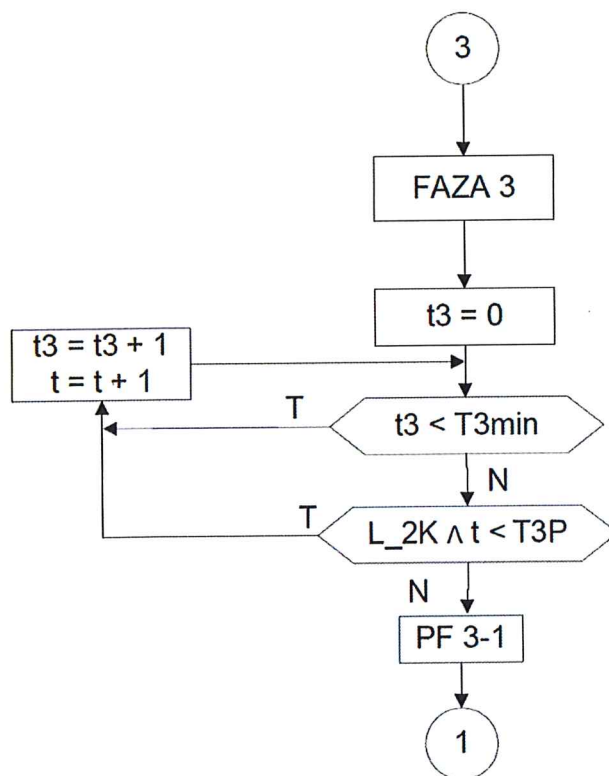 3
FAZA 3
t3 = 0
t3 = t3 + 1
t = t + 1
T
t3 < T3min
N
T
L_2K ∧ t < T3P
N
PF 3-1
1